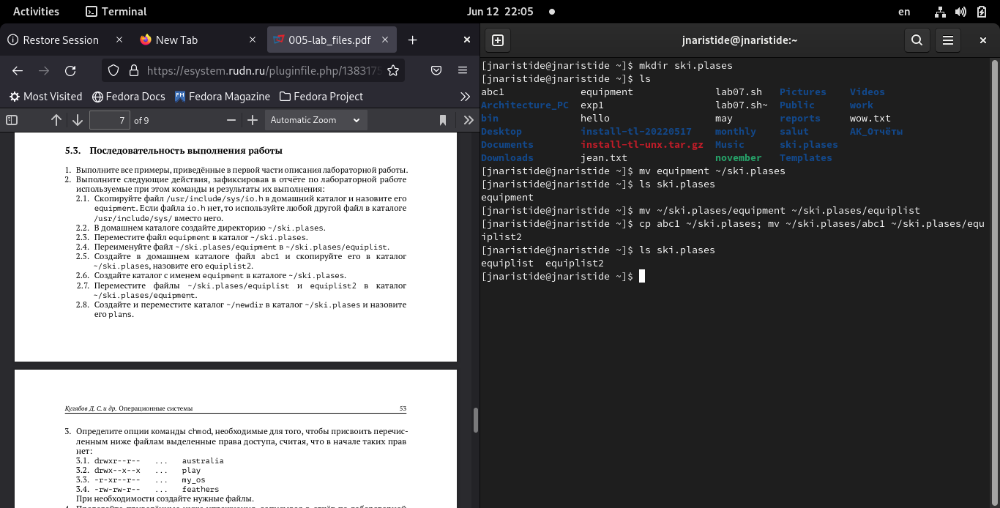 Activities Terminal Jun 12 22:05 en
Restore Session New Tab 005-lab_files.pdf
https://esystem.rudn.ru/pluginfile.php/1383175
Most Visited Fedora Docs Fedora Magazine Fedora Project
7 of 9 Automatic Zoom
5.3. Последовательность выполнения работы
1. Выполните все примеры, приведённые в первой части описания лабораторной работы.
2. Выполните следующие действия, зафиксировав в отчёте по лабораторной работе
используемые при этом команды и результаты их выполнения:
2.1. Скопируйте файл /usr/include/sys/io.h в домашний каталог и назовите его
equipment. Если файла io.h нет, то используйте любой другой файл в каталоге
/usr/include/sys/ вместо него.
2.2. В домашнем каталоге создайте директорию ~/ski.plases.
2.3. Переместите файл equipment в каталог ~/ski.plases.
2.4. Переименуйте файл ~/ski.plases/equipment в ~/ski.plases/equiplist.
2.5. Создайте в домашнем каталоге файл abc1 и скопируйте его в каталог
~/ski.plases, назовите его equiplist2.
2.6. Создайте каталог с именем equipment в каталоге ~/ski.plases.
2.7. Переместите файлы ~/ski.plases/equiplist и equiplist2 в каталог
~/ski.plases/equipment.
2.8. Создайте и переместите каталог ~/newdir в каталог ~/ski.plases и назовите
его plans.
Кулябов Д. С. и др. Операционные системы 53
3. Определите опции команды chmod, необходимые для того, чтобы присвоить перечис-
ленным ниже файлам выделенные права доступа, считая, что в начале таких прав
нет:
3.1. drwxr--r-- ... australia
3.2. drwx--x--x ... play
3.3. -r-xr--r-- ... my_os
3.4. -rw-rw-r-- ... feathers
При необходимости создайте нужные файлы.
jnaristide@jnaristide:~
[jnaristide@jnaristide ~]$ mkdir ski.plases
[jnaristide@jnaristide ~]$ ls
abc1 equipment lab07.sh Pictures Videos
Architecture_PC exp1 lab07.sh~ Public work
bin hello may reports wow.txt
Desktop install-tl-20220517 monthly salut АК_Отчёты
Documents install-tl-unx.tar.gz Music ski.plases
Downloads jean.txt november Templates
[jnaristide@jnaristide ~]$ mv equipment ~/ski.plases
[jnaristide@jnaristide ~]$ ls ski.plases
equipment
[jnaristide@jnaristide ~]$ mv ~/ski.plases/equipment ~/ski.plases/equiplist
[jnaristide@jnaristide ~]$ cp abc1 ~/ski.plases; mv ~/ski.plases/abc1 ~/ski.plases/equ
iplist2
[jnaristide@jnaristide ~]$ ls ski.plases
equiplist equiplist2
[jnaristide@jnaristide ~]$